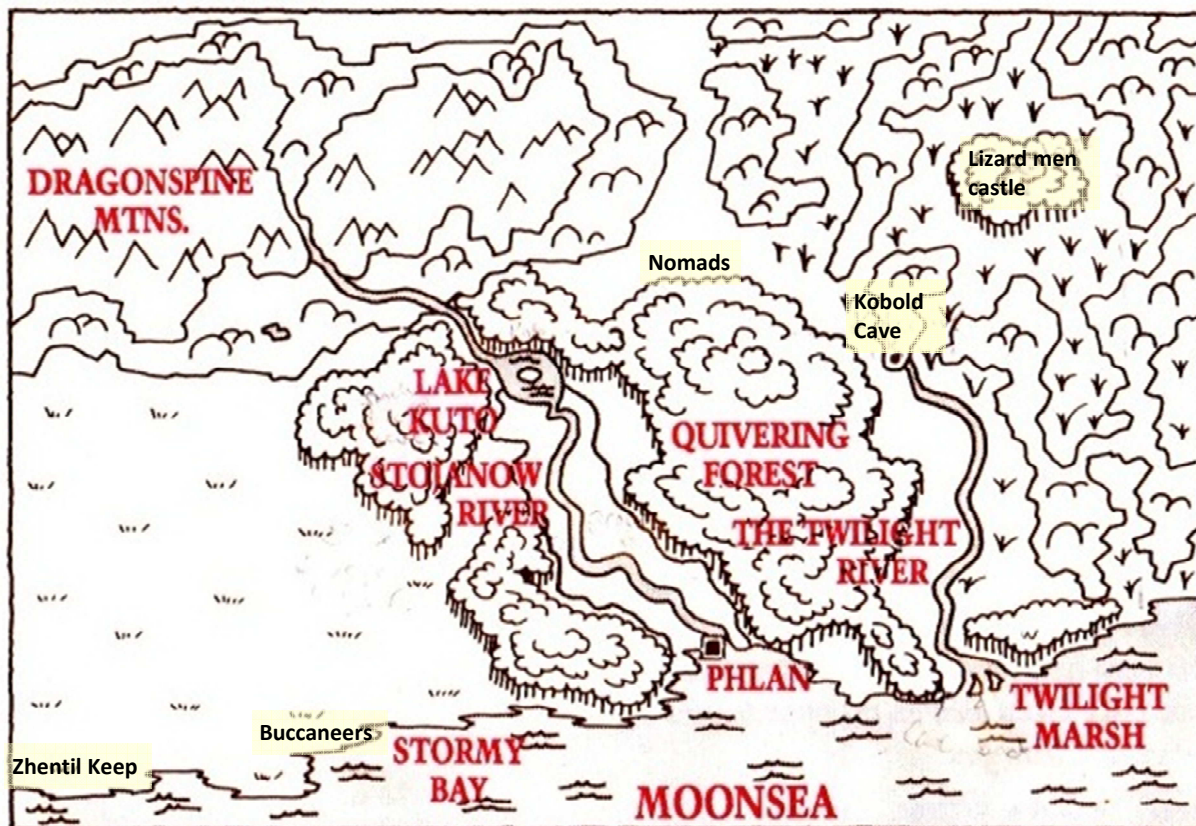 Lizard men
castle
DRAGONSPINE
MTNS.
Nomads
Kobold
Cave
LAKE
KUTO
QUIVERING
FOREST
STOJANOW
RIVER
THE TWILIGHT
RIVER
PHLAN
TWILIGHT
MARSH
Buccaneers
STORMY
BAY
Zhentil Keep
MOONSEA